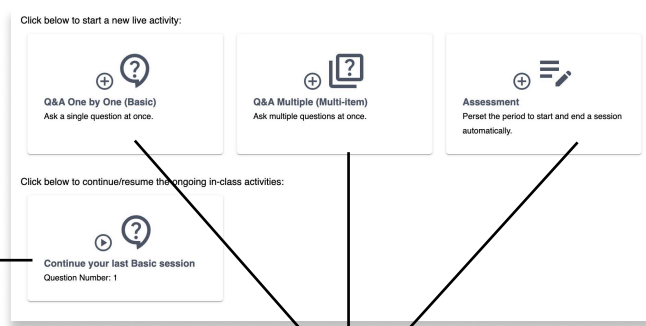 Click below to start a new live activity:
Q&A One by One (Basic)
Ask a single question at once.
Q&A Multiple (Multi-item)
Ask multiple questions at once.
Assessment
Perset the period to start and end a session
automatically.
Click below to continue/resume the ongoing in-class activities:
Continue your last Basic session
Question Number: 1